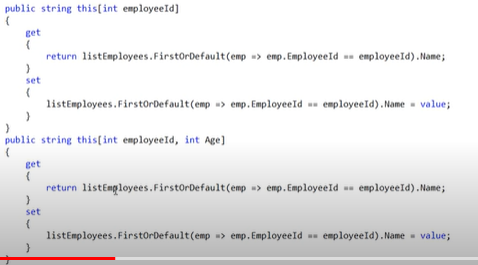 public string this[int employeeId]
{
get
{
return listEmployees.FirstOrDefault(emp => emp.EmployeeId == employeeId).Name;
}
set
{
listEmployees.FirstOrDefault(emp => emp.EmployeeId == employeeId).Name = value;
}
}
public string this[int employeeId, int Age]
{
get
{
return listEmployees.FirstOrDefault(emp => emp.EmployeeId == employeeId).Name;
}
set
{
listEmployees.FirstOrDefault(emp => emp.EmployeeId == employeeId).Name = value;
}
}